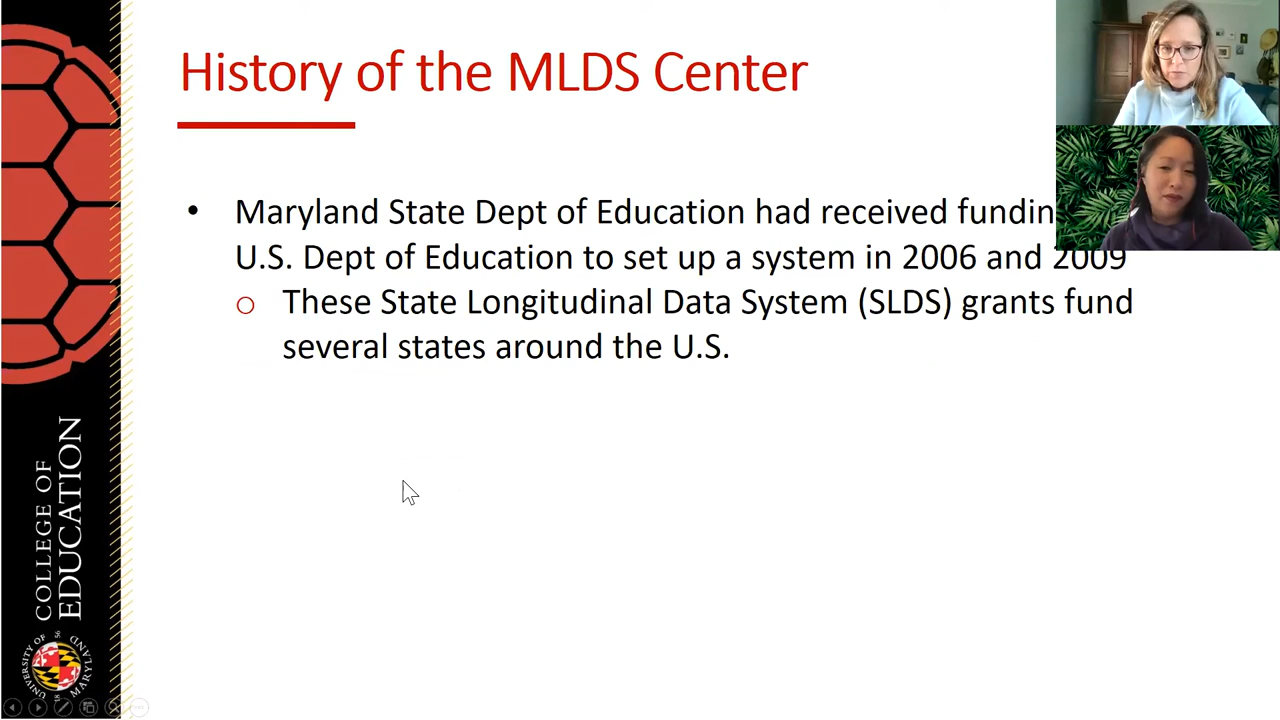 History of the MLDS Center
• Maryland State Dept of Education had received
U.S. Dept of Education to set up a system in 2006 and 2009
o These State Longitudinal Data System (SLDS) grants fund
several states around the U.S.
COLLEGE OF
EDUCATION
UNIVERSITY OF
MARYLAND
18
56